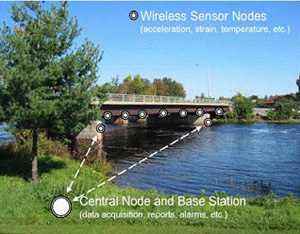 Wireless Sensor Nodes
(acceleration, strain, temperature, etc.)
Central Node and Base Station
(data acquisition, reports, alarms, etc.)